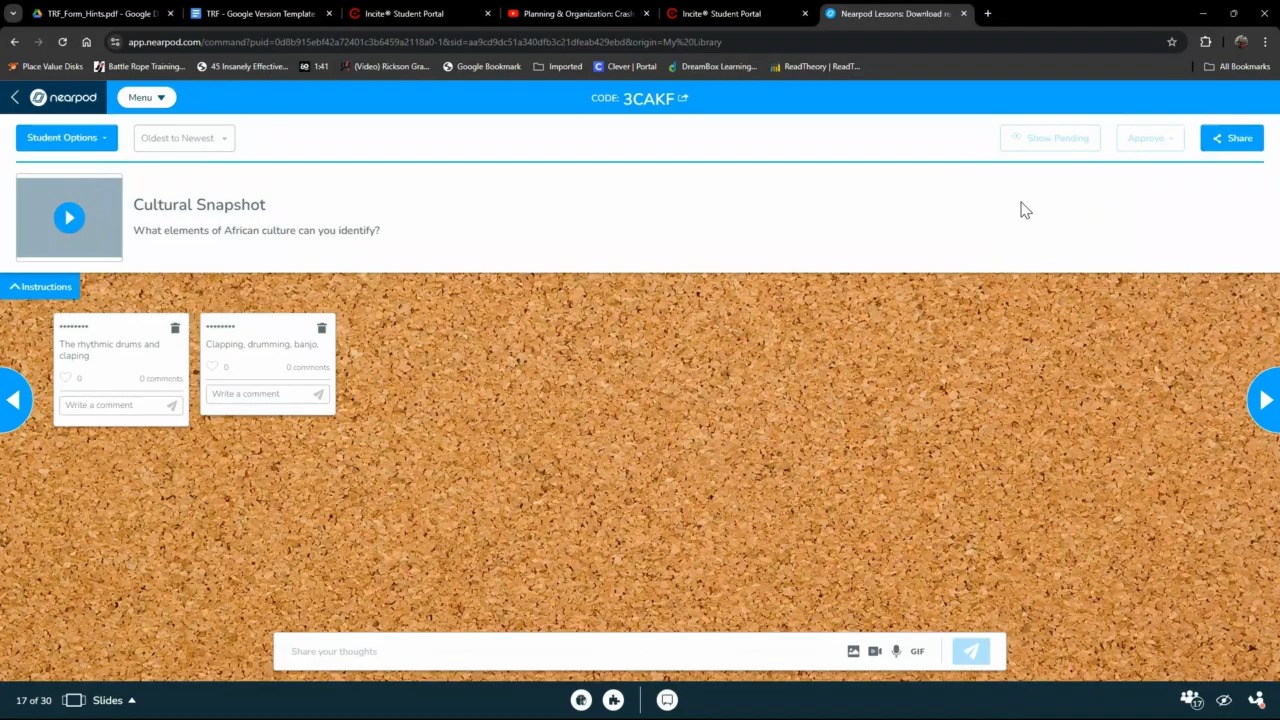 TRF_Form_Hints.pdf - Google D
TRF - Google Version Template
Incite® Student Portal
Planning & Organization: Crash
Incite® Student Portal
Nearpod Lessons: Download re
app.nearpod.com/command?puid=0d8b915ebf42a72401c3b6459a2118a0-1&sid=aa9cd9dc51a340dfb3c21dfeab429ebd&origin=My%20Library
Place Value Disks
Battle Rope Training...
45 Insanely Effective...
1:41
(Video) Rickson Gra...
Google Bookmark
Imported
Clever | Portal
DreamBox Learning...
ReadTheory | ReadT...
All Bookmarks
nearpod
Menu
CODE: 3CAKF
Student Options
Oldest to Newest
Show Pending
Approve
Share
Cultural Snapshot
What elements of African culture can you identify?
Instructions
********
The rhythmic drums and
claping
0
0 comments
Write a comment
********
Clapping, drumming, banjo.
0
0 comments
Write a comment
Share your thoughts
GIF
17 of 30
Slides
17